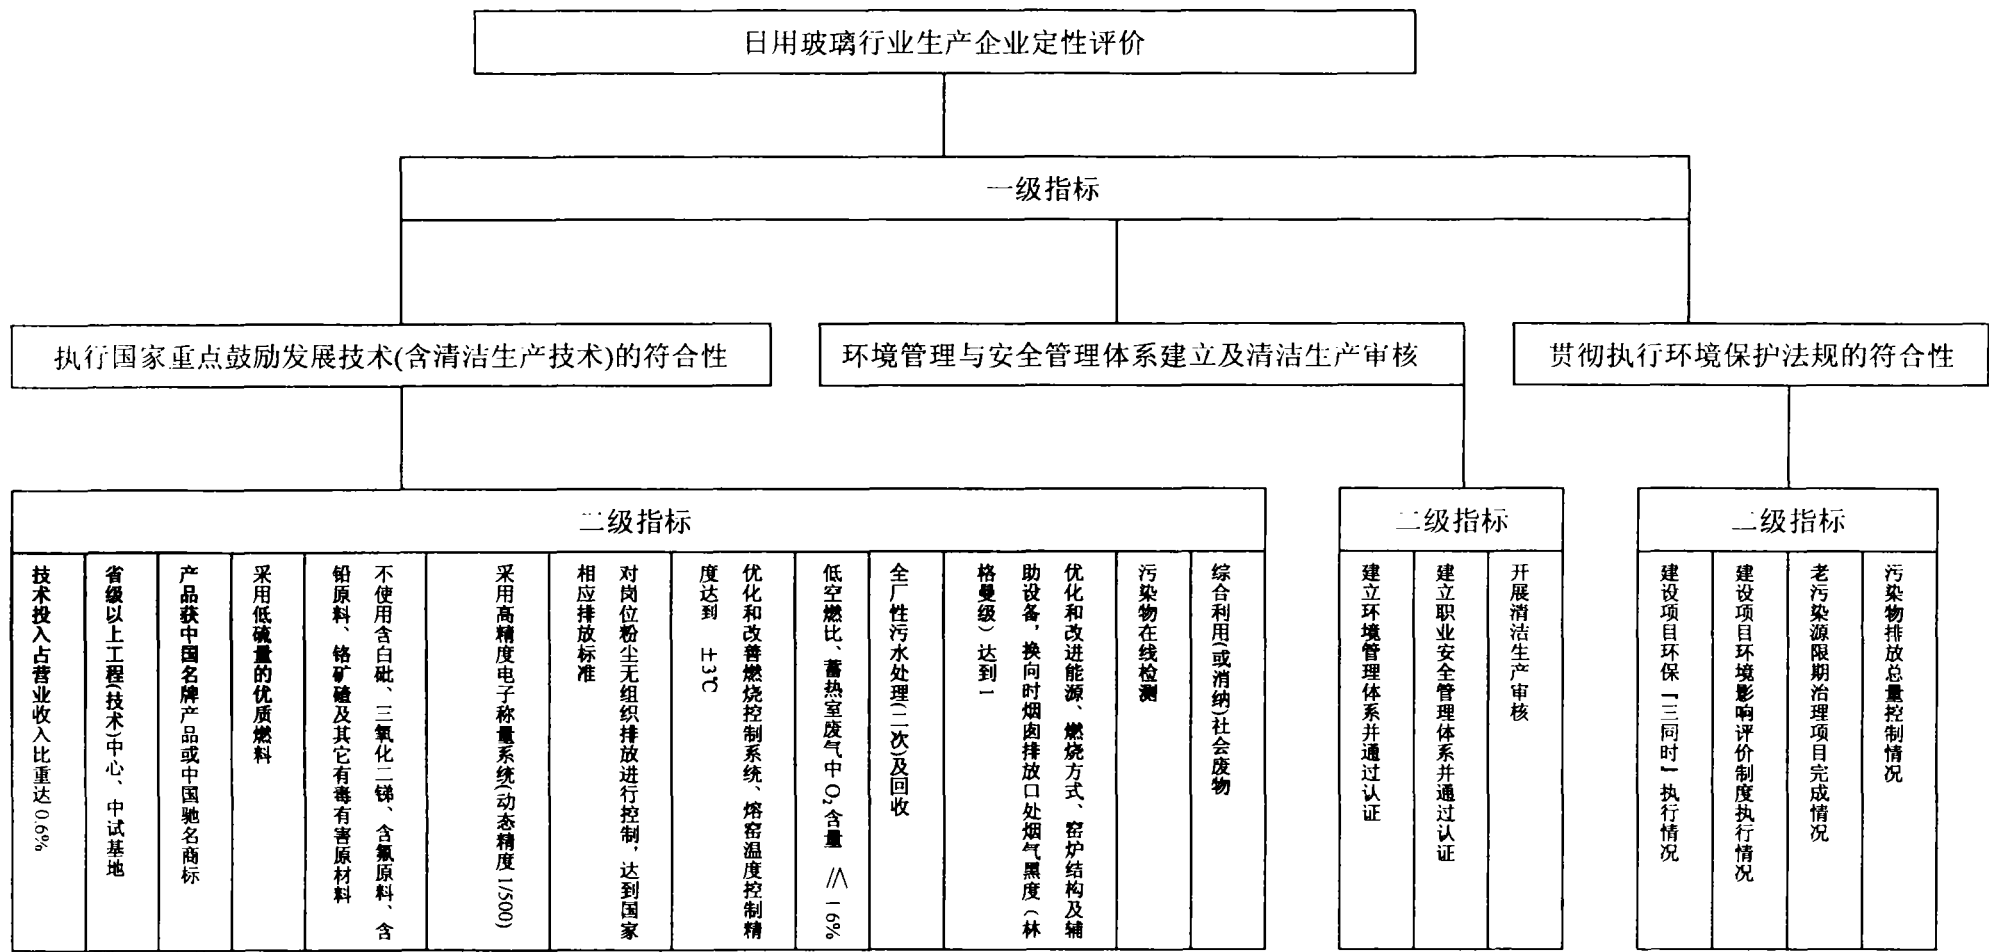 日用玻璃行业生产企业定性评价
一级指标
执行国家重点鼓励发展技术(含清洁生产技术)的符合性
环境管理与安全管理体系建立及清洁生产审核
贯彻执行环境保护法规的符合性
二级指标
技术投入占营业收入比重达0.6%
省级以上工程(技术)中心、中试基地
产品获中国名牌产品或中国驰名商标
采用低硫量的优质燃料
不使用含白砒、三氧化二锑、含氟原料、含
铅原料、铬矿碴及其它有毒有害原材料
采用高精度电子称量系统(动态精度1/500)
对岗位粉尘无组织排放进行控制，达到国家
相应排放标准
优化和改善燃烧控制系统、熔窑温度控制精
度达到 ±3℃
低空燃比、蓄热室废气中O₂含量 ≤ 6%
全厂性污水处理(二次)及回收
优化和改进能源、燃烧方式、窑炉结构及辅
助设备，换向时烟囱排放口处烟气黑度（林
格曼级）达到一
污染物在线检测
综合利用(或消纳)社会废物
二级指标
建立环境管理体系并通过认证
建立职业安全管理体系并通过认证
开展清洁生产审核
二级指标
建设项目环保「三同时」执行情况
建设项目环境影响评价制度执行情况
老污染源限期治理项目完成情况
污染物排放总量控制情况